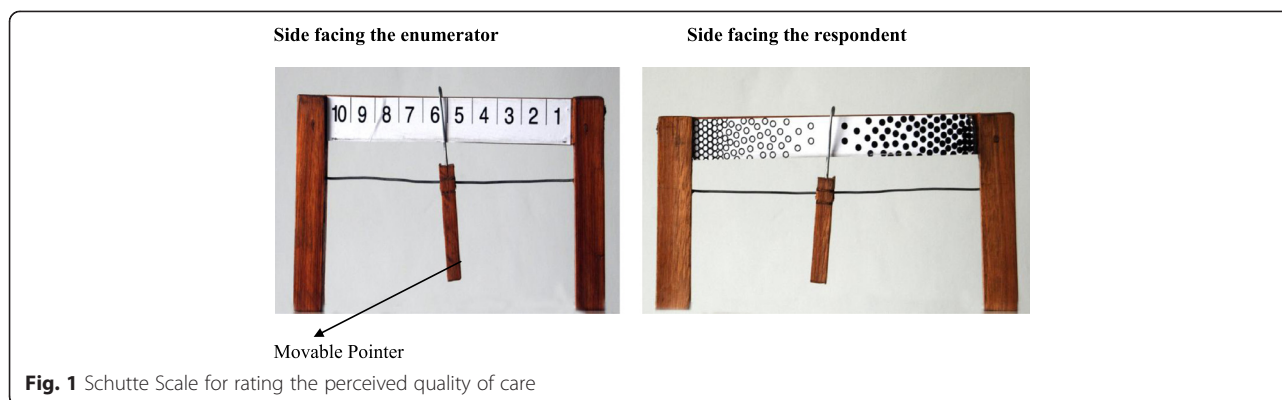 Side facing the enumerator
Side facing the respondent
10 9 8 7 6 5 4 3 2 1
Movable Pointer
Fig. 1 Schutte Scale for rating the perceived quality of care